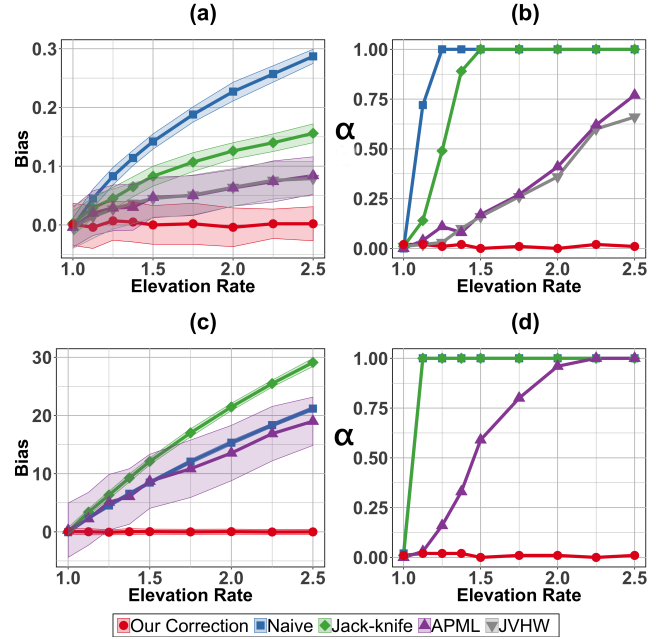 (a)
(b)
0.3
0.2
0.1
0.0
Bias
1.0 1.5 2.0 2.5
Elevation Rate
1.00
0.75
0.50
0.25
0.00
α
1.0 1.5 2.0 2.5
Elevation Rate
(c)
(d)
30
20
10
0
Bias
1.0 1.5 2.0 2.5
Elevation Rate
1.00
0.75
0.50
0.25
0.00
α
1.0 1.5 2.0 2.5
Elevation Rate
Our Correction Naive Jack-knife APML JVHW